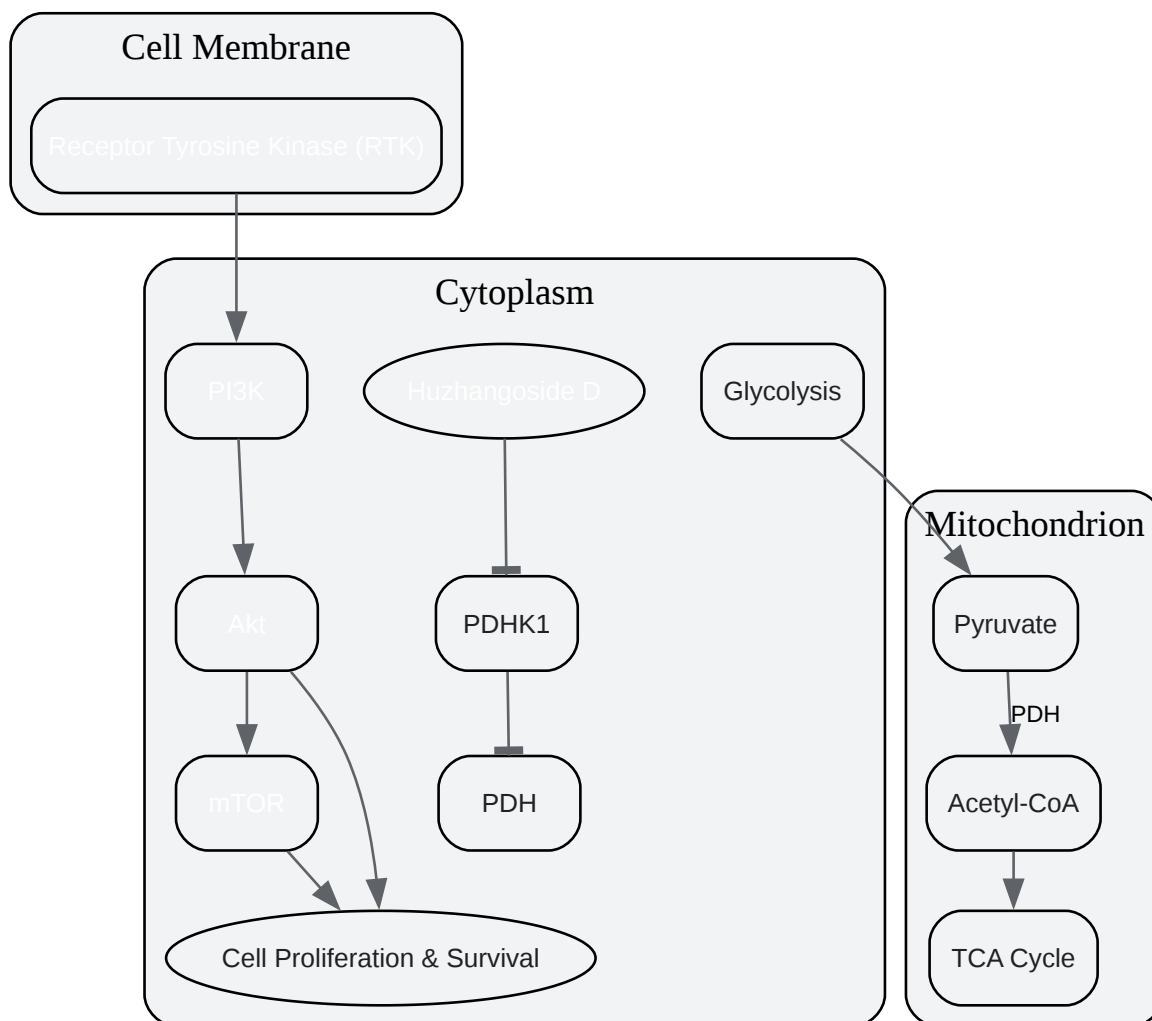 Cell Membrane
Receptor Tyrosine Kinase (RTK)
Cytoplasm
PI3K
Huzhangoside D
Glycolysis
Mitochondrion
Akt
PDHK1
Pyruvate
PDH
mTOR
PDH
Acetyl-CoA
Cell Proliferation & Survival
TCA Cycle